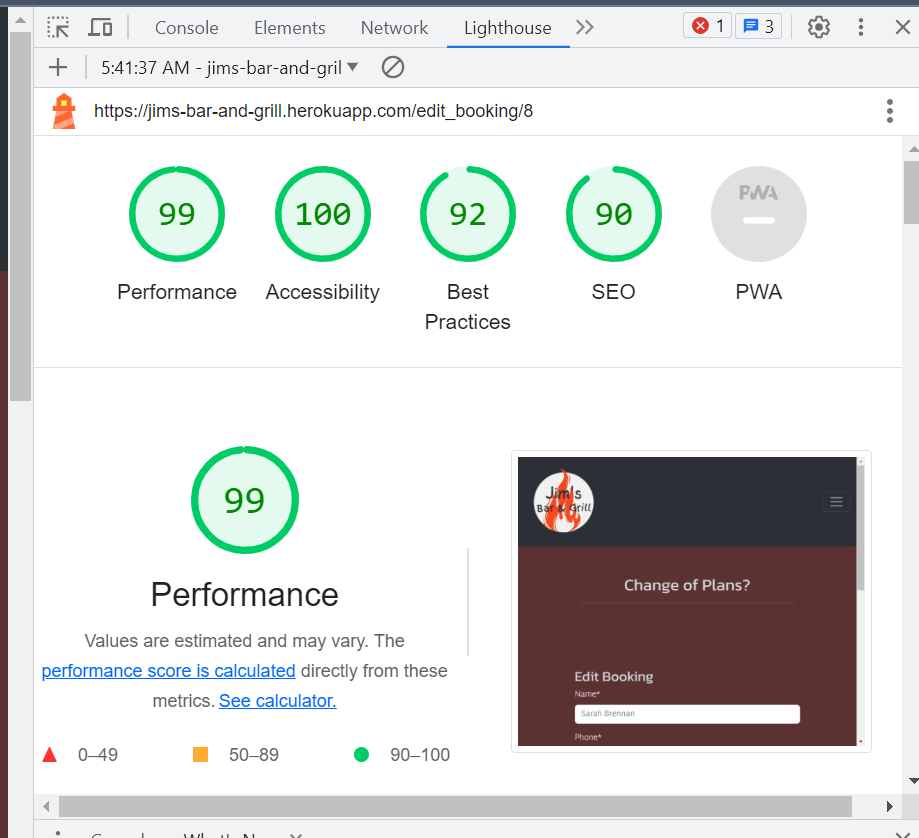 Console Elements Network Lighthouse 1 3
5:41:37 AM - jims-bar-and-gril
https://jims-bar-and-grill.herokuapp.com/edit_booking/8
99 100 92 90 PWA
Performance Accessibility Best Practices SEO PWA
99
Performance
Values are estimated and may vary. The
performance score is calculated directly from these
metrics. See calculator.
0–49 50–89 90–100
Jim's
Bar & Grill
Change of Plans?
Edit Booking
Name*
Sarah Brennan
Phone*